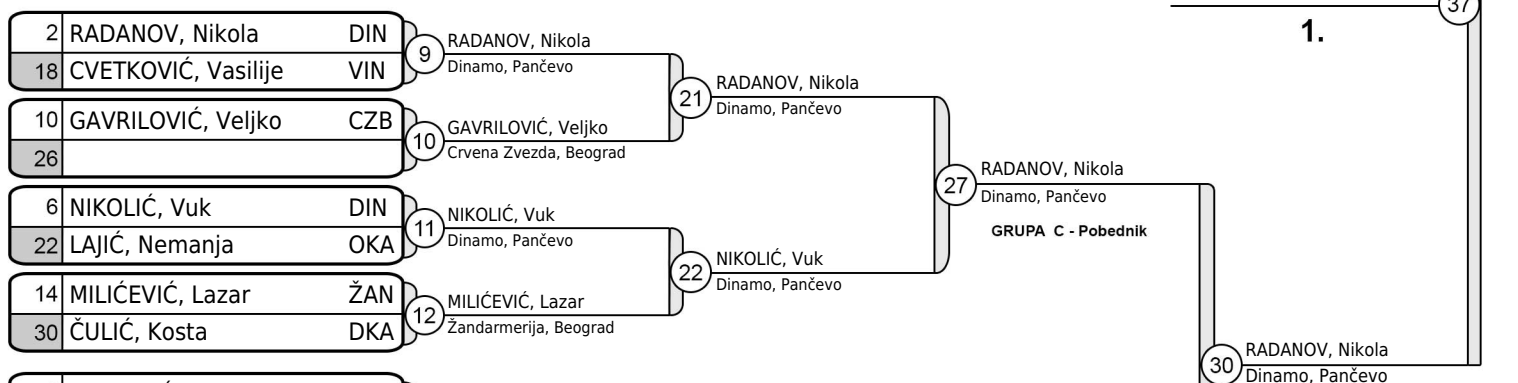 37
1.
2 RADANOV, Nikola DIN
18 CVETKOVIĆ, Vasilije VIN
9
RADANOV, Nikola
Dinamo, Pančevo
21
RADANOV, Nikola
Dinamo, Pančevo
10 GAVRILOVIĆ, Veljko CZB
26
10
GAVRILOVIĆ, Veljko
Crvena Zvezda, Beograd
27
RADANOV, Nikola
Dinamo, Pančevo
GRUPA C - Pobednik
6 NIKOLIĆ, Vuk DIN
22 LAJIĆ, Nemanja OKA
11
NIKOLIĆ, Vuk
Dinamo, Pančevo
22
NIKOLIĆ, Vuk
Dinamo, Pančevo
14 MILIĆEVIĆ, Lazar ŽAN
30 ČULIĆ, Kosta DKA
12
MILIĆEVIĆ, Lazar
Žandarmerija, Beograd
30
RADANOV, Nikola
Dinamo, Pančevo